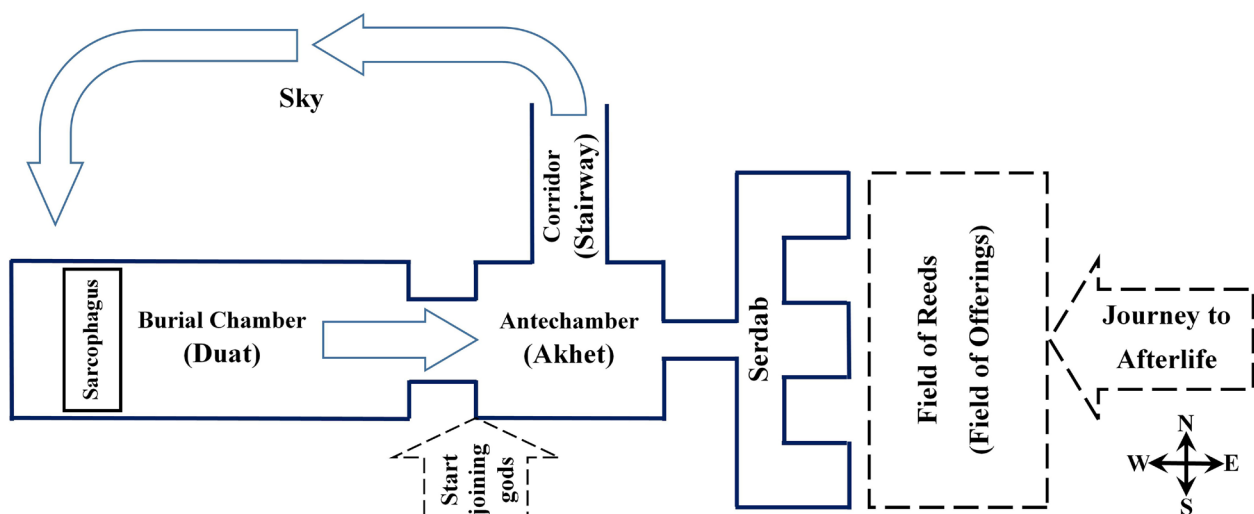 Sky
Corridor
(Stairway)
Sarcophagus
Burial Chamber
(Duat)
Antechamber
(Akhet)
Serdab
Field of Reeds
(Field of Offerings)
Journey to
Afterlife
Start
joining
gods
N
W
E
S